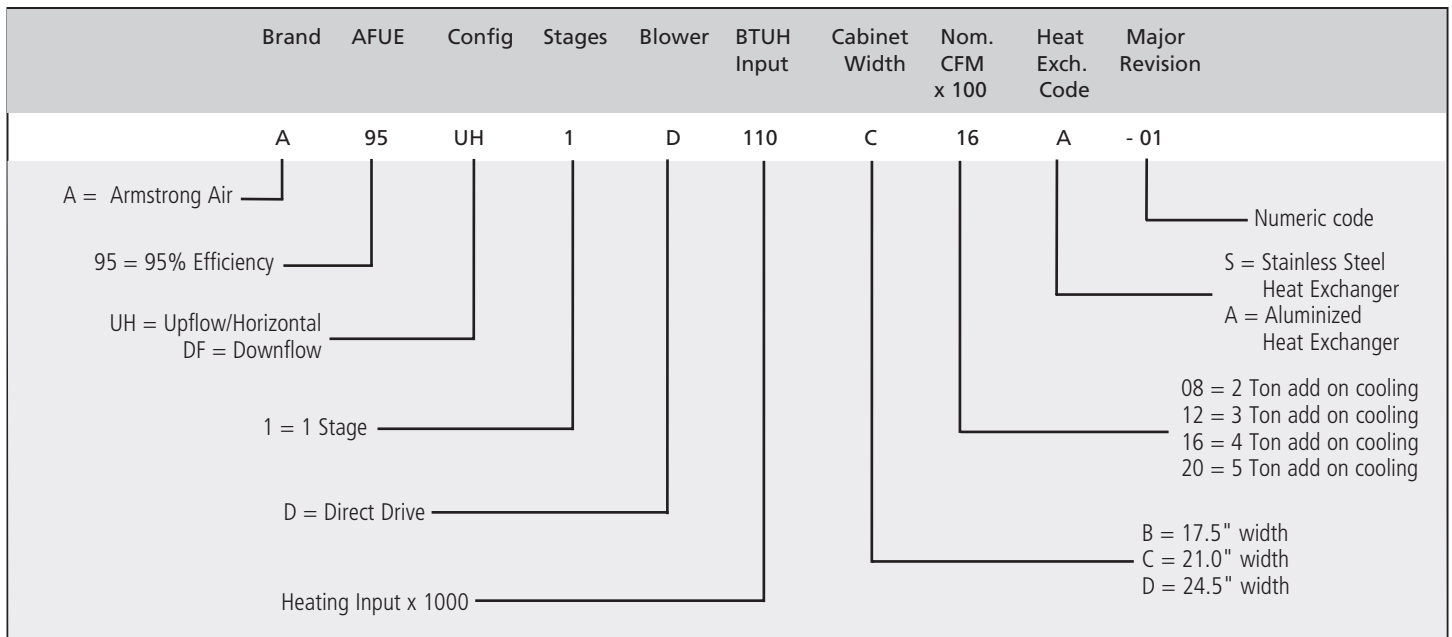 Brand AFUE Config Stages Blower BTUH Input Cabinet Width Nom. CFM x 100 Heat Exch. Code Major Revision
A 95 UH 1 D 110 C 16 A - 01
A = Armstrong Air
Numeric code
95 = 95% Efficiency
S = Stainless Steel
Heat Exchanger
A = Aluminized
Heat Exchanger
UH = Upflow/Horizontal
DF = Downflow
08 = 2 Ton add on cooling
12 = 3 Ton add on cooling
16 = 4 Ton add on cooling
20 = 5 Ton add on cooling
1 = 1 Stage
D = Direct Drive
B = 17.5" width
C = 21.0" width
D = 24.5" width
Heating Input x 1000